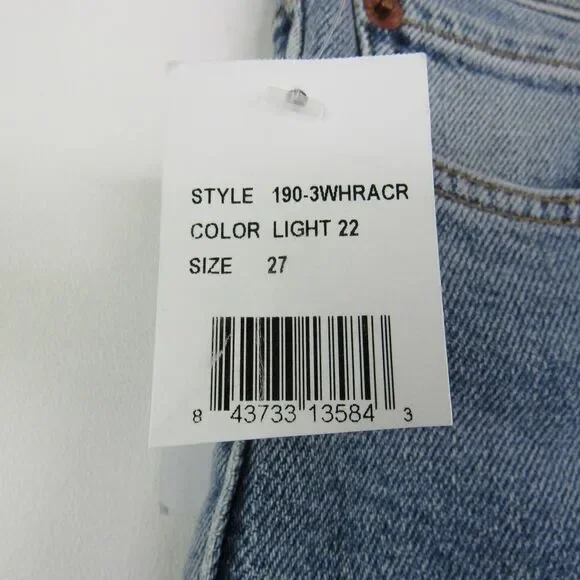 STYLE 190-3WHRACR
COLOR LIGHT 22
SIZE 27
8 43733 13584 3